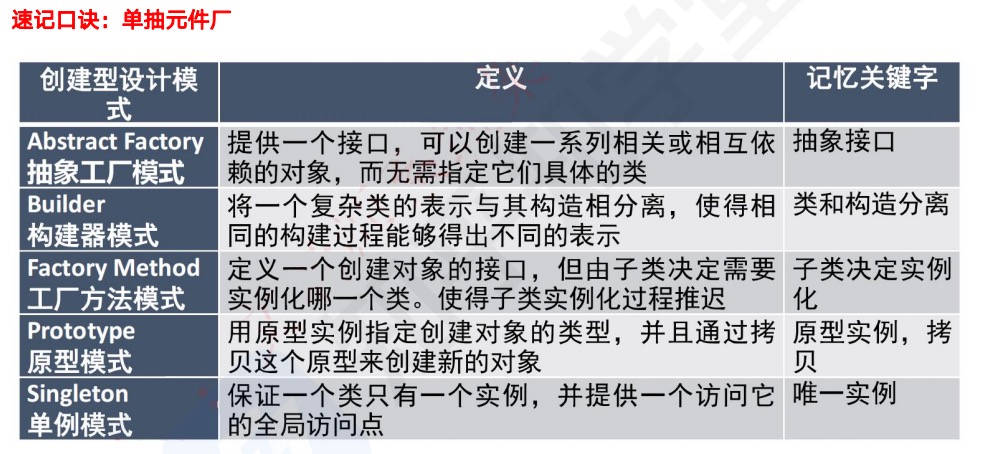 速记口诀：单抽元件厂
创建型设计模
式
定义
记忆关键字
Abstract Factory
抽象工厂模式
提供一个接口，可以创建一系列相关或相互依
赖的对象，而无需指定它们具体的类
抽象接口
Builder
构建器模式
将一个复杂类的表示与其构造相分离，使得相
同的构建过程能够得出不同的表示
类和构造分离
Factory Method
工厂方法模式
定义一个创建对象的接口，但由子类决定需要
实例化哪一个类。使得子类实例化过程推迟
子类决定实例
化
Prototype
原型模式
用原型实例指定创建对象的类型，并且通过拷
贝这个原型来创建新的对象
原型实例，拷
贝
Singleton
单例模式
保证一个类只有一个实例，并提供一个访问它
的全局访问点
唯一实例